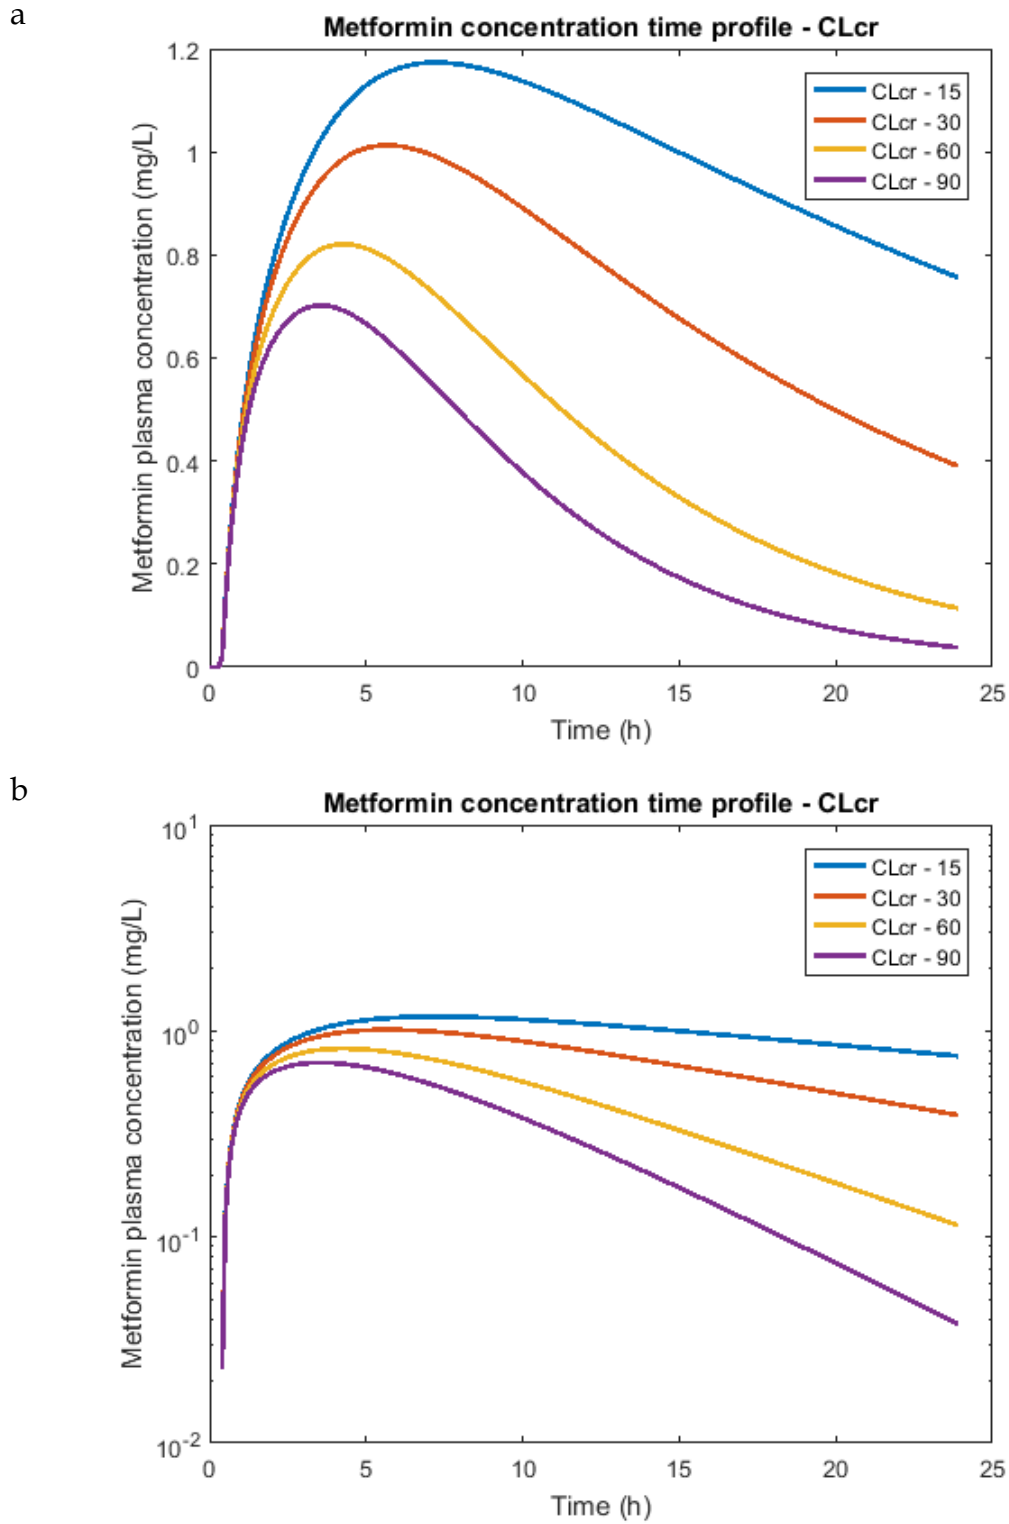 a
Metformin concentration time profile - CLcr
1.2
1
0.8
0.6
0.4
0.2
0
Metformin plasma concentration (mg/L)
CLcr - 15
CLcr - 30
CLcr - 60
CLcr - 90
0 5 10 15 20 25
Time (h)
b
Metformin concentration time profile - CLcr
10^1
10^0
10^-1
10^-2
Metformin plasma concentration (mg/L)
CLcr - 15
CLcr - 30
CLcr - 60
CLcr - 90
0 5 10 15 20 25
Time (h)